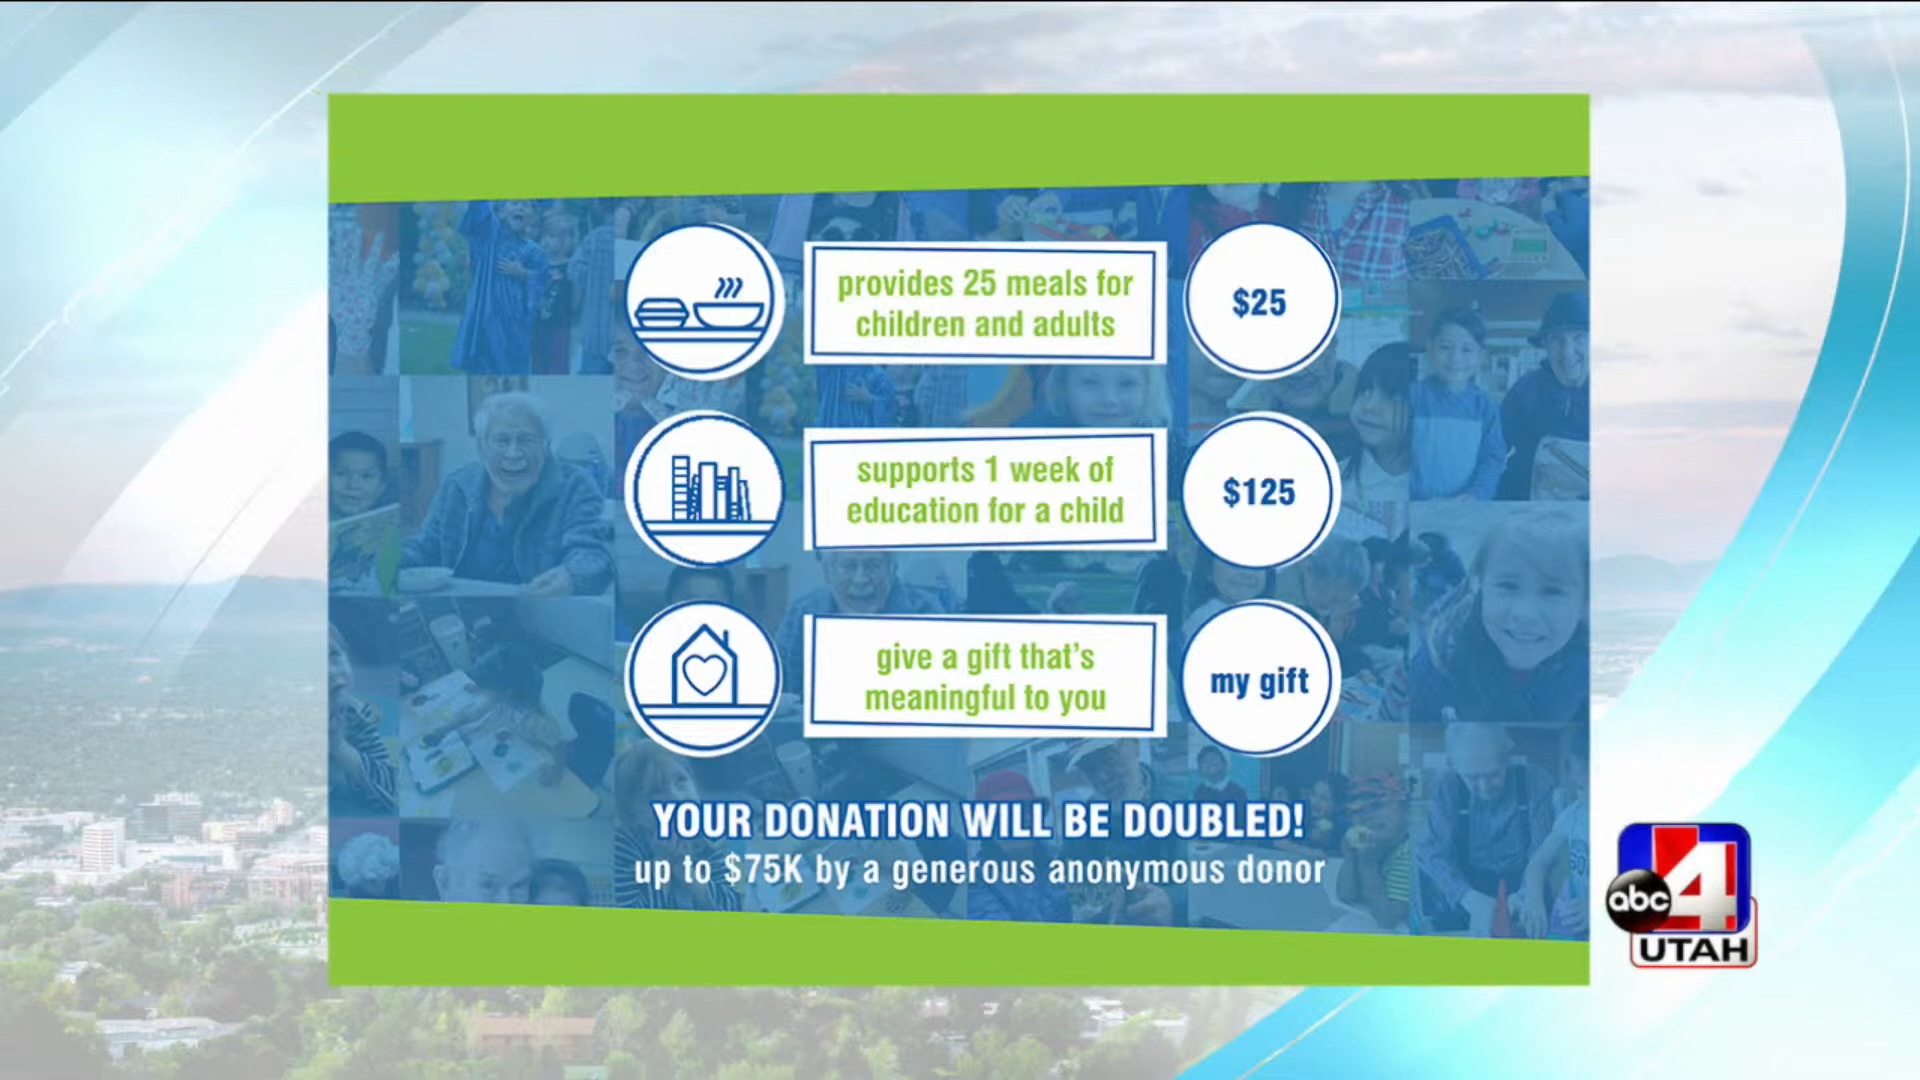 provides 25 meals for
children and adults
$25
supports 1 week of
education for a child
$125
give a gift that's
meaningful to you
my gift
YOUR DONATION WILL BE DOUBLED!
up to $75K by a generous anonymous donor
abc
4
UTAH